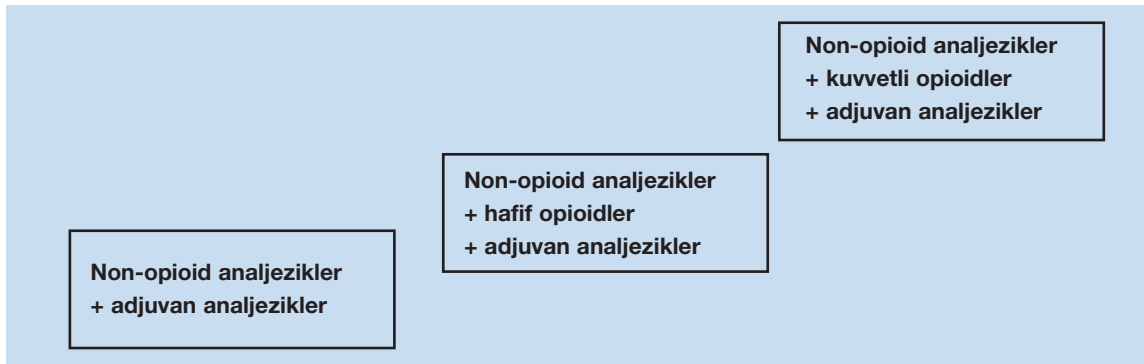 Non-opioid analjezikler
+ kuvvetli opioidler
+ adjuvan analjezikler
Non-opioid analjezikler
+ hafif opioidler
+ adjuvan analjezikler
Non-opioid analjezikler
+ adjuvan analjezikler